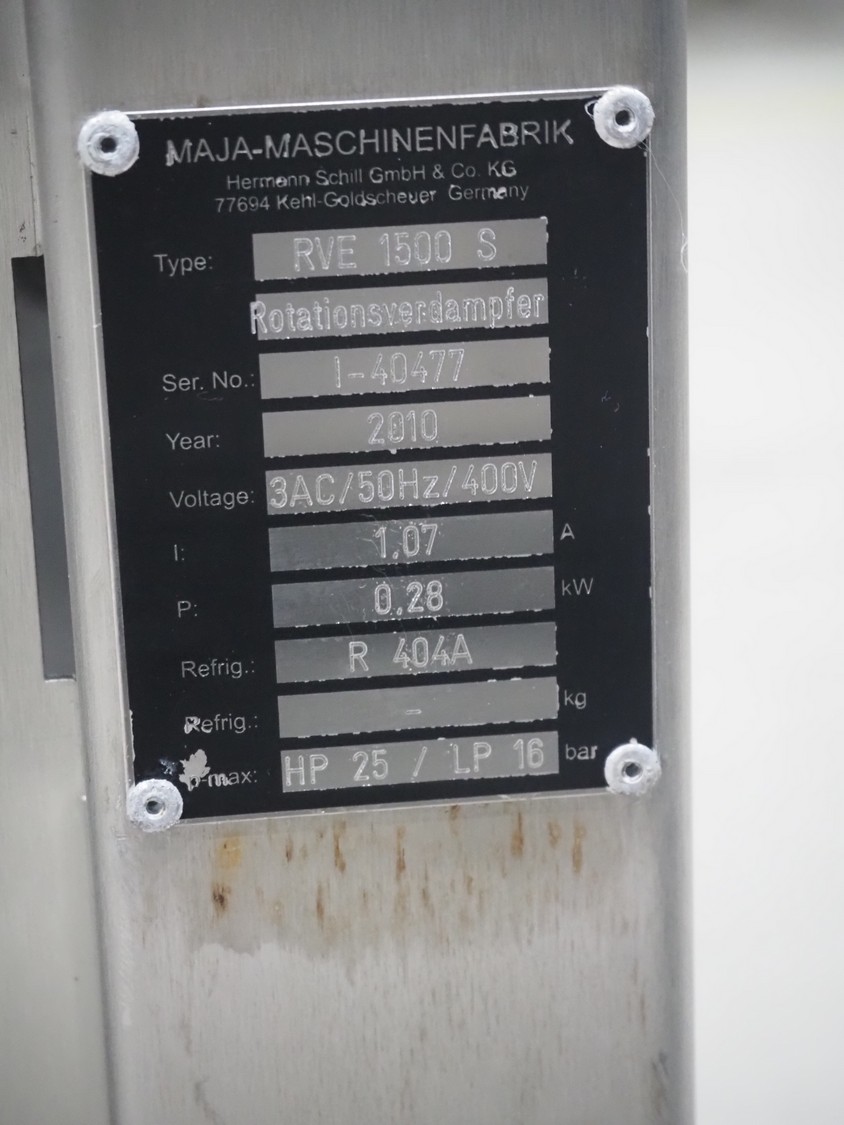 MAJA-MASCHINENFABRIK
Hermann Schill GmbH & Co. KG
77694 Kehl-Goldscheuer Germany
Type: RVE 1500 S
Rotationsverdampfer
Ser. No.: I-40477
Year: 2010
Voltage: 3AC/50Hz/400V
I: 1.07 A
P: 0.28 kW
Refrig.: R 404A
Refrig.: - kg
p-max: HP 25 / LP 16 bar